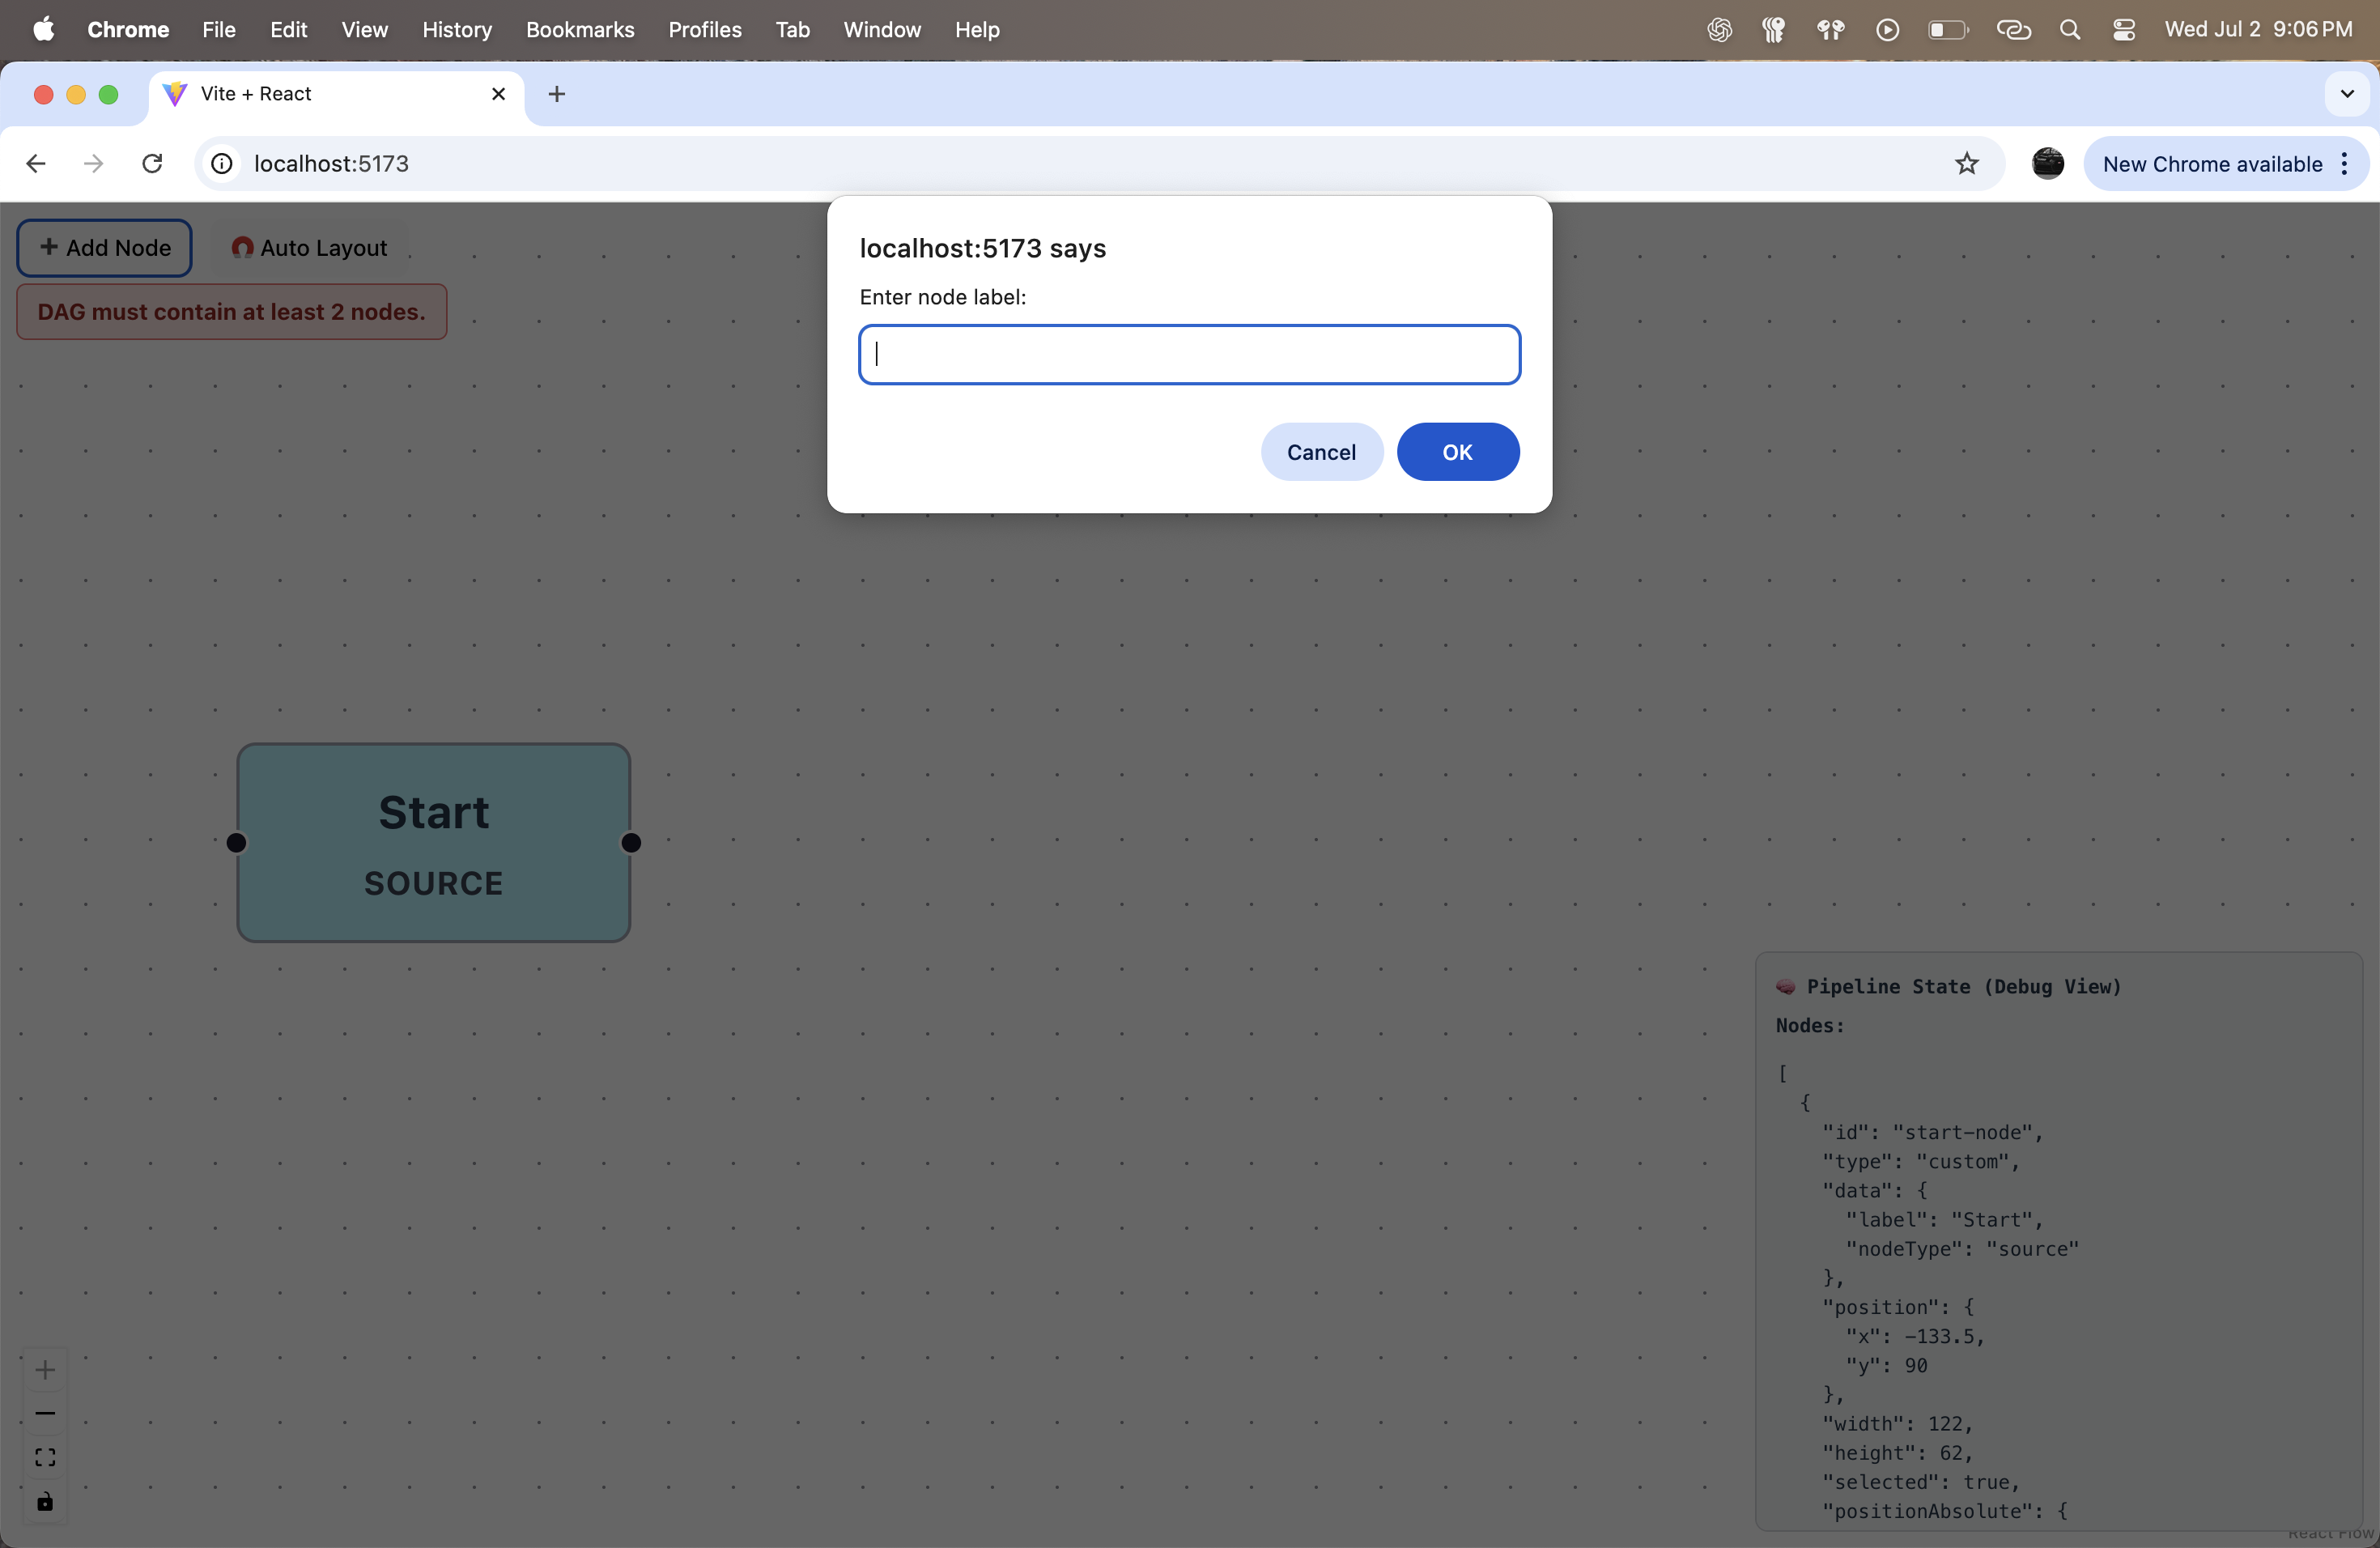 Chrome File Edit View History Bookmarks Profiles Tab Window Help Wed Jul 2 9:06 PM
Vite + React
localhost:5173
New Chrome available
+ Add Node
Auto Layout
DAG must contain at least 2 nodes.
localhost:5173 says
Enter node label:
Cancel
OK
Start
SOURCE
Pipeline State (Debug View)
Nodes:
[
{
"id": "start-node",
"type": "custom",
"data": {
"label": "Start",
"nodeType": "source"
},
"position": {
"x": -133.5,
"y": 90
},
"width": 122,
"height": 62,
"selected": true,
"positionAbsolute": {
React Flow